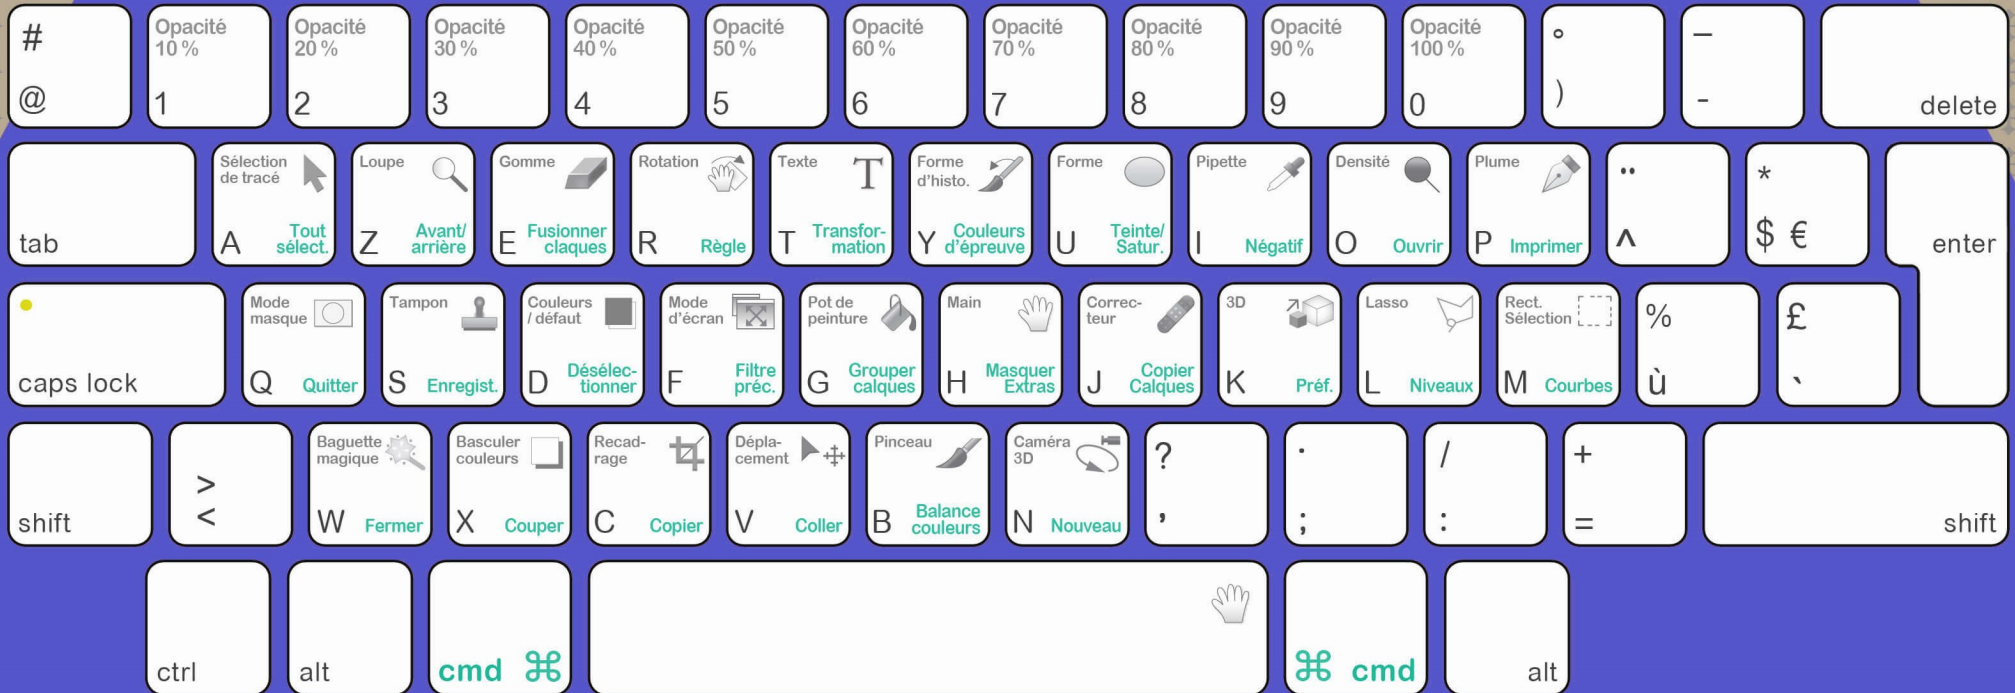 # @
Opacité 10 % 1
Opacité 20 % 2
Opacité 30 % 3
Opacité 40 % 4
Opacité 50 % 5
Opacité 60 % 6
Opacité 70 % 7
Opacité 80 % 8
Opacité 90 % 9
Opacité 100 % 0
° )
– -
delete
tab
Sélection de tracé A Tout sélect.
Loupe Z Avant/ arrière
Gomme E Fusionner claques
Rotation R Règle
Texte T T Transfor- mation
Forme d'histo. Y Couleurs d'épreuve
Forme U Teinte/ Satur.
Pipette I Négatif
Densité O Ouvrir
Plume P Imprimer
¨ ^
* $ €
enter
caps lock
Mode masque Q Quitter
Tampon S Enregist.
Couleurs / défaut D Désélec- tionner
Mode d'écran F Filtre préc.
Pot de peinture G Grouper calques
Main H Masquer Extras
Correc- teur J Copier Calques
3D K Préf.
Lasso L Niveaux
Rect. Sélection M Courbes
% ù
£ `
shift
> <
Baguette magique W Fermer
Basculer couleurs X Couper
Recad- rage C Copier
Dépla- cement V Coller
Pinceau B Balance couleurs
Caméra 3D N Nouveau
? ,
. ;
/ :
+ =
shift
ctrl
alt
cmd ⌘
⌘ cmd
alt